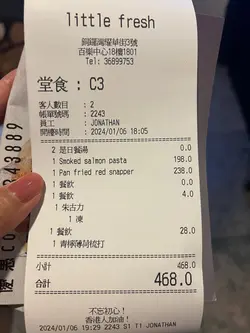 little fresh
銅鑼灣耀華街3號
百樂中心18樓1801
Tel: 36899753
堂食 : C3
客人數目 : 2
帳單號碼 : 2243
員工 : JONATHAN
開檯時間 : 2024/01/06 18:05
2 是日餐湯 0.0
1 Smoked salmon pasta 198.0
1 Pan fried red snapper 238.0
1 餐飲 0.0
1 餐飲 4.0
1 朱古力
1 凍
1 餐飲 28.0
1 青檸薄荷梳打
小計 468.0
合計 468.0
不忘初心!
香港人加油!
2024/01/06 19:29 2243 S1 T1 JONATHAN